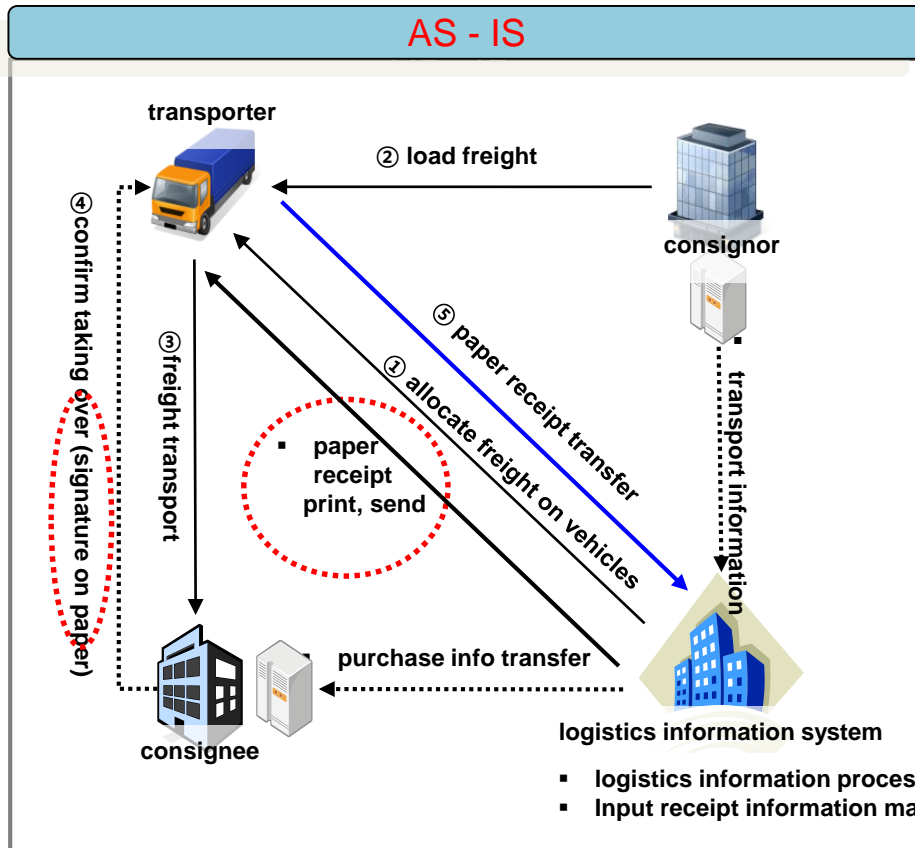 AS - IS
transporter
② load freight
consignor
④confirm taking over (signature on paper)
③freight transport
⑤ paper receipt transfer
① allocate freight on vehicles
▪ transport information
▪ paper
receipt
print, send
▪ purchase info transfer
consignee
logistics information system
▪ logistics information proces
▪ Input receipt information ma